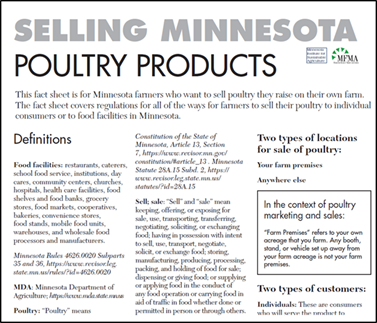 SELLING MINNESOTA
POULTRY PRODUCTS
MFMA
This fact sheet is for Minnesota farmers who want to sell poultry they raise on their own farm.
The fact sheet covers regulations for all of the ways for farmers to sell their poultry to individual
consumers or to food facilities in Minnesota.
Definitions
Food facilities: restaurants, caterers,
school food service, institutions, day
cares, community centers, churches,
hospitals, health care facilities, food
shelves and food banks, grocery
stores, food markets, cooperatives,
bakeries, convenience stores,
food stands, mobile food units,
warehouses, and wholesale food
processors and manufacturers.
Minnesota Rules 4626.0020 Subparts
35 and 36, https://www.revisor.leg.
state.mn.us/rules/?id=4626.0020
MDA: Minnesota Department of
Agriculture; https://www.mda.state.mn.us
Poultry: "Poultry" means
Constitution of the State of
Minnesota, Article 13, Section
7, https://www.revisor.mn.gov/
constitution/#article_13 . Minnesota
Statute 28A.15 Subd. 2, https://
www.revisor.leg.state.mn.us/
statutes/?id=28A.15
Sell; sale: "Sell" and "sale" mean
keeping, offering, or exposing for
sale, use, transporting, transferring,
negotiating, soliciting, or exchanging
food; having in possession with intent
to sell, use, transport, negotiate,
solicit, or exchange food; storing,
manufacturing, producing, processing,
packing, and holding of food for sale;
dispensing or giving food; or supplying
or applying food in the conduct of
any food operation or carrying food in
aid of traffic in food whether done or
permitted in person or through others.
Two types of locations
for sale of poultry:
Your farm premises
Anywhere else
In the context of poultry
marketing and sales:
"Farm Premises" refers to your own
acreage that you farm. Any booth,
stand, or vehicle set up away from
your farm acreage is not your farm
premises.
Two types of customers:
Individuals: These are consumers
who will serve the poultry to